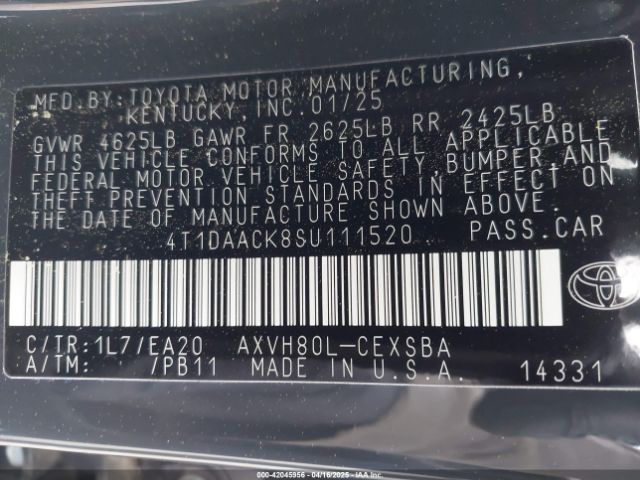 MFD.BY:TOYOTA MOTOR MANUFACTURING,
KENTUCKY, INC.01/25
GVWR 4625LB GAWR FR 2625LB RR 2425LB
THIS VEHICLE CONFORMS TO ALL APPLICABLE
FEDERAL MOTOR VEHICLE SAFETY,BUMPER,AND
THEFT PREVENTION STANDARDS IN EFFECT ON
THE DATE OF MANUFACTURE SHOWN ABOVE.
4T1DAACK8SU111520 PASS.CAR
C/TR:1L7/EA20 AXVH80L-CEXSBA
A/TM: /PB11 MADE IN U.S.A. 14331
000-42045956 - 04/16/2025 - IAAI Inc.